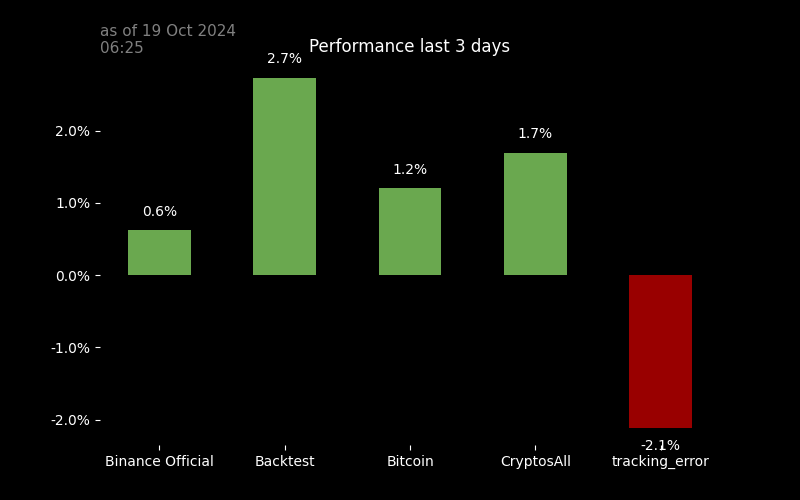 as of 19 Oct 2024
06:25
Performance last 3 days
2.7%
2.0%
1.7%
1.2%
1.0%
0.6%
0.0%
-1.0%
-2.0%
-2.1%
Binance Official
Backtest
Bitcoin
CryptosAll
tracking_error